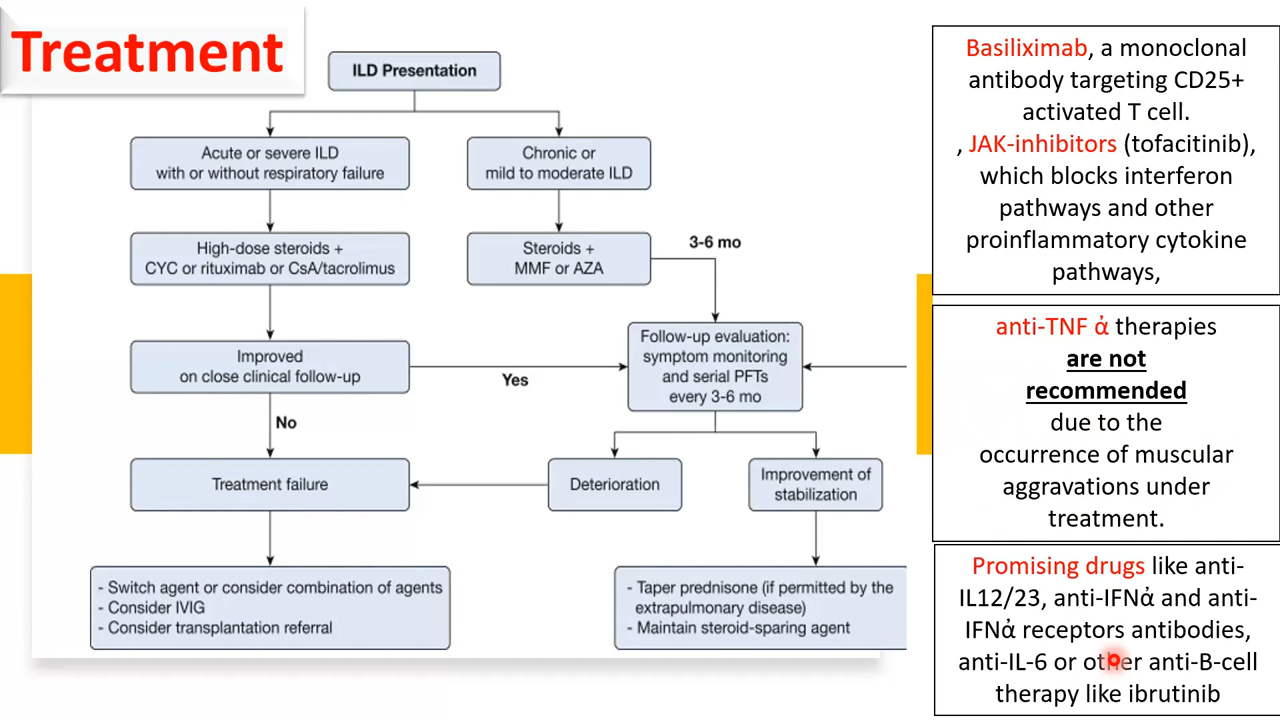 Treatment
ILD Presentation
Acute or severe ILD
with or without respiratory failure
Chronic or
mild to moderate ILD
High-dose steroids +
CYC or rituximab or CsA/tacrolimus
Steroids +
MMF or AZA
3-6 mo
Improved
on close clinical follow-up
Yes
Follow-up evaluation:
symptom monitoring
and serial PFTs
every 3-6 mo
No
Treatment failure
Deterioration
Improvement of
stabilization
- Switch agent or consider combination of agents
- Consider IVIG
- Consider transplantation referral
- Taper prednisone (if permitted by the
extrapulmonary disease)
- Maintain steroid-sparing agent
Basiliximab, a monoclonal
antibody targeting CD25+
activated T cell.
, JAK-inhibitors (tofacitinib),
which blocks interferon
pathways and other
proinflammatory cytokine
pathways,
anti-TNF ἀ therapies
are not
recommended
due to the
occurrence of muscular
aggravations under
treatment.
Promising drugs like anti-
IL12/23, anti-IFNἀ and anti-
IFNἀ receptors antibodies,
anti-IL-6 or other anti-B-cell
therapy like ibrutinib